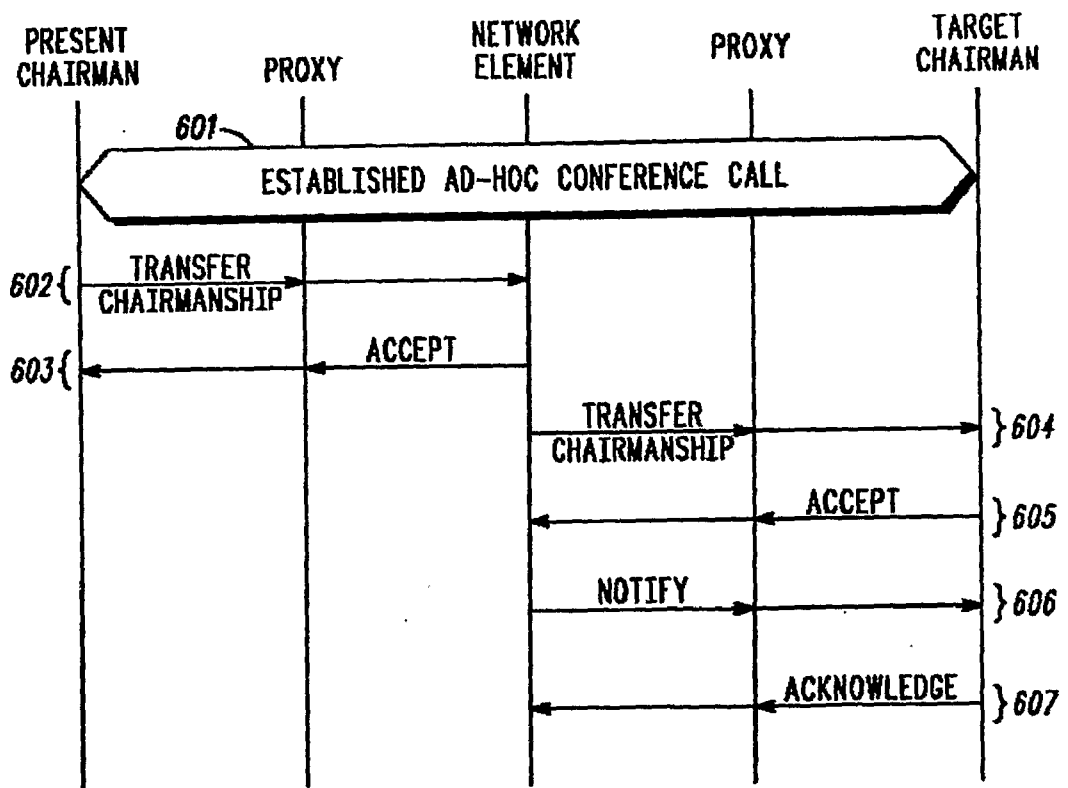 PRESENT
CHAIRMAN
PROXY
NETWORK
ELEMENT
PROXY
TARGET
CHAIRMAN
601
ESTABLISHED AD-HOC CONFERENCE CALL
602{
TRANSFER
CHAIRMANSHIP
603{
ACCEPT
TRANSFER
CHAIRMANSHIP
}604
ACCEPT
}605
NOTIFY
}606
ACKNOWLEDGE
}607